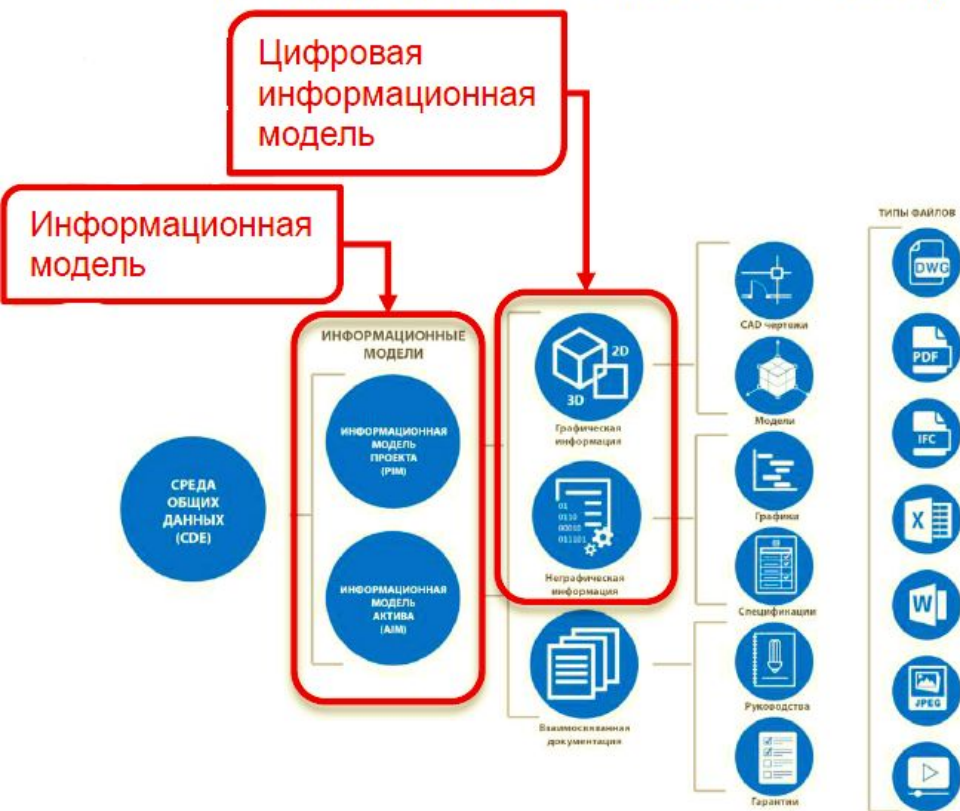 Цифровая
информационная
модель
Информационная
модель
ТИПЫ ФАЙЛОВ
ИНФОРМАЦИОННЫЕ
МОДЕЛИ
СРЕДА
ОБЩИХ
ДАННЫХ
(CDE)
ИНФОРМАЦИОННАЯ
МОДЕЛЬ
ПРОЕКТА
(PIM)
ИНФОРМАЦИОННАЯ
МОДЕЛЬ
АКТИВА
(AIM)
2D
3D
Графическая
информация
01
0110
00010
011101
Неграфическая
информация
Взаимосвязанная
документация
CAD чертежи
Модели
Графики
Спецификации
Руководства
Гарантии
DWG
PDF
IFC
X
W
JPEG